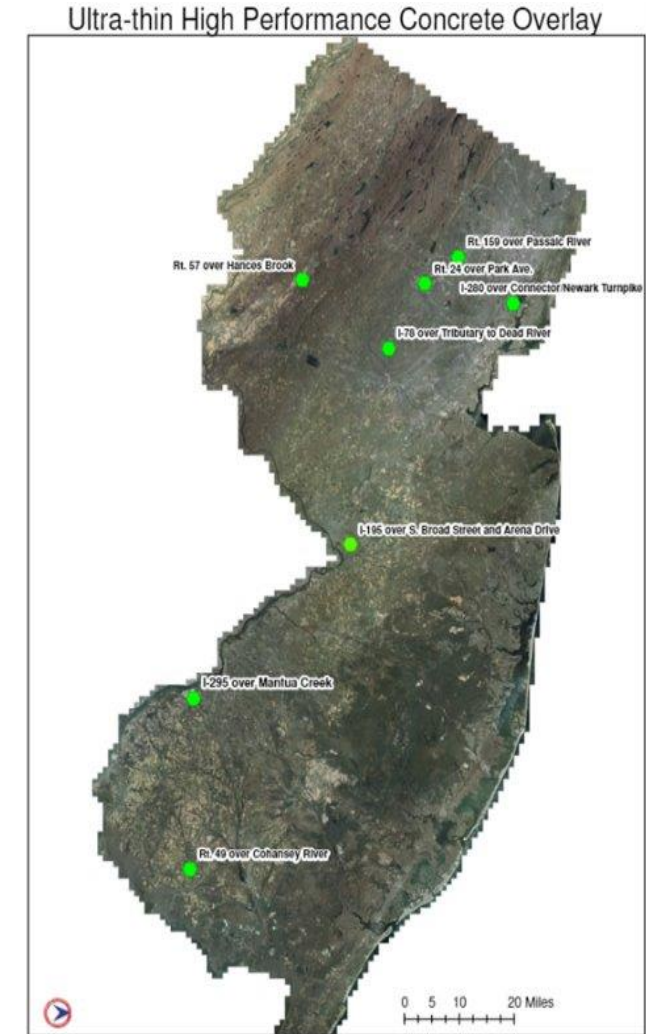 Ultra-thin High Performance Concrete Overlay
Rt. 159 over Passaic River
Rt. 57 over Hances Brook
Rt. 24 over Park Ave.
I-280 over Connector/Newark Turnpike
I-78 over Tributary to Dead River
I-195 over S. Broad Street and Arena Drive
I-295 over Mantua Creek
Rt. 49 over Cohansey River
0 5 10 20 Miles